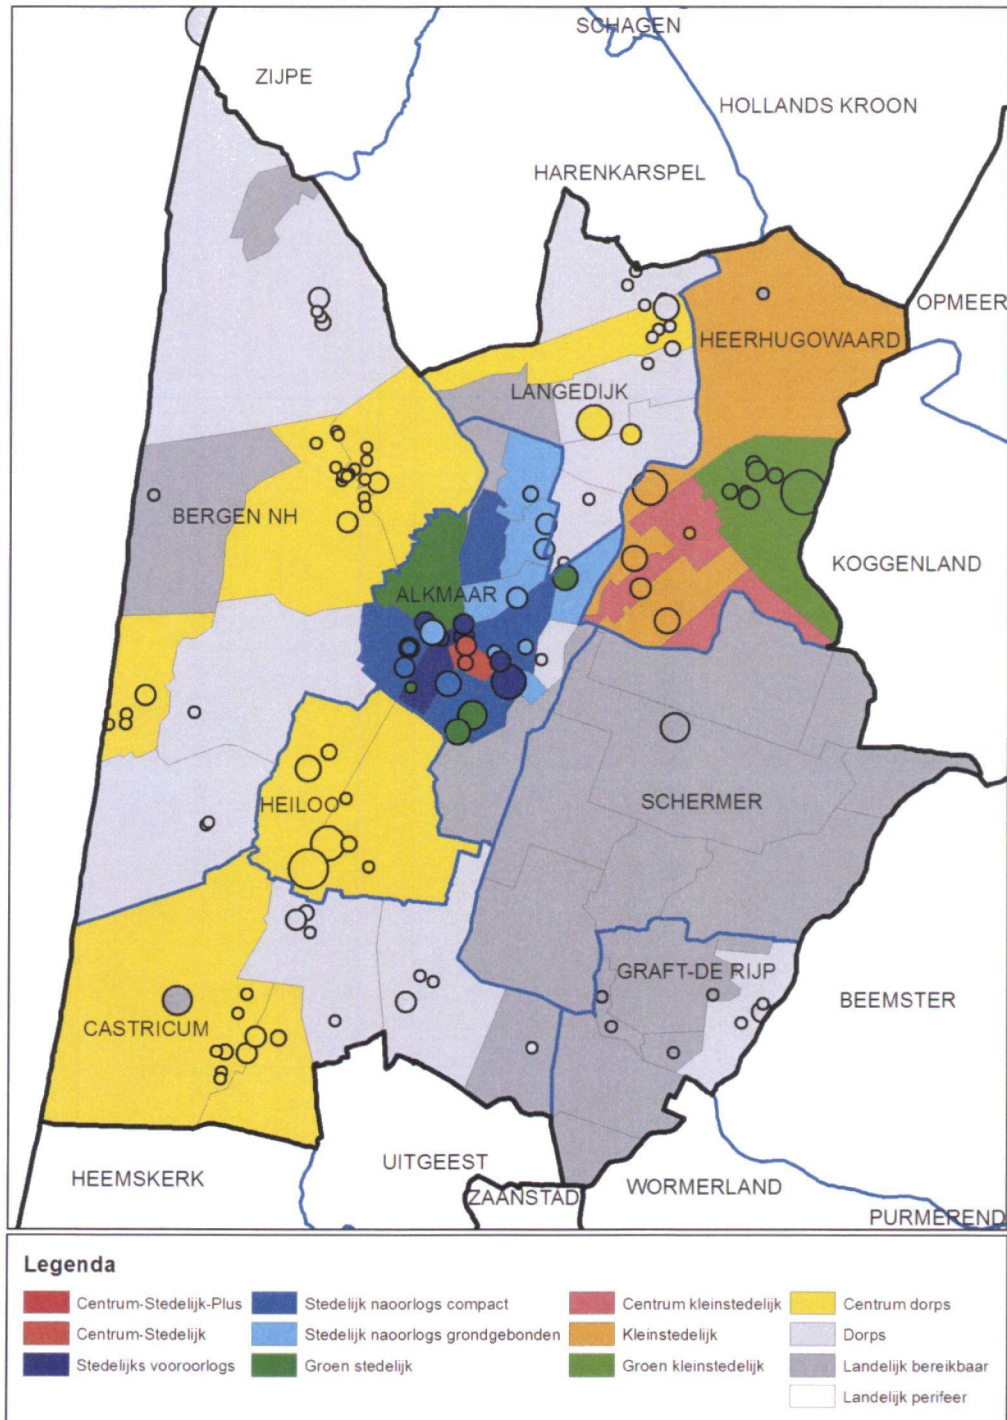 SCHAGEN
ZIJPE
HOLLANDS KROON
HARENKARSPEL
OPMEER
HEERHUGOWAARD
LANGEDIJK
BERGEN NH
KOGGENLAND
ALKMAAR
HEILOO
SCHERMER
GRAFT-DE RIJP
BEEMSTER
CASTRICUM
UITGEEST
HEEMSKERK
WORMERLAND
ZAANSTAD
PURMEREND
Legenda
Centrum-Stedelijk-Plus
Centrum-Stedelijk
Stedelijks vooroorlogs
Stedelijk naoorlogs compact
Stedelijk naoorlogs grondgebonden
Groen stedelijk
Centrum kleinstedelijk
Kleinstedelijk
Groen kleinstedelijk
Centrum dorps
Dorps
Landelijk bereikbaar
Landelijk perifeer